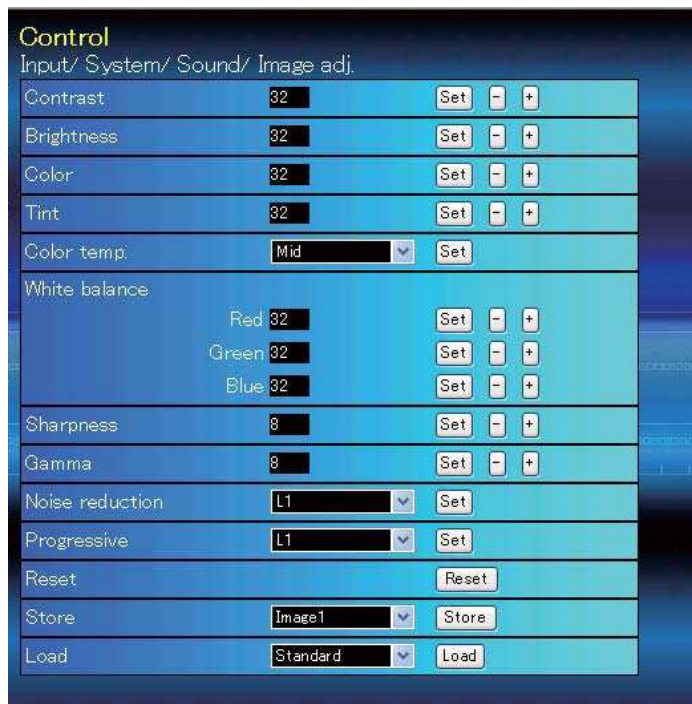 Control
Input/ System/ Sound/ Image adj.
Contrast 32 Set - +
Brightness 32 Set - +
Color 32 Set - +
Tint 32 Set - +
Color temp. Mid Set
White balance
Red 32 Set - +
Green 32 Set - +
Blue 32 Set - +
Sharpness 8 Set - +
Gamma 8 Set - +
Noise reduction L1 Set
Progressive L1 Set
Reset Reset
Store Image1 Store
Load Standard Load